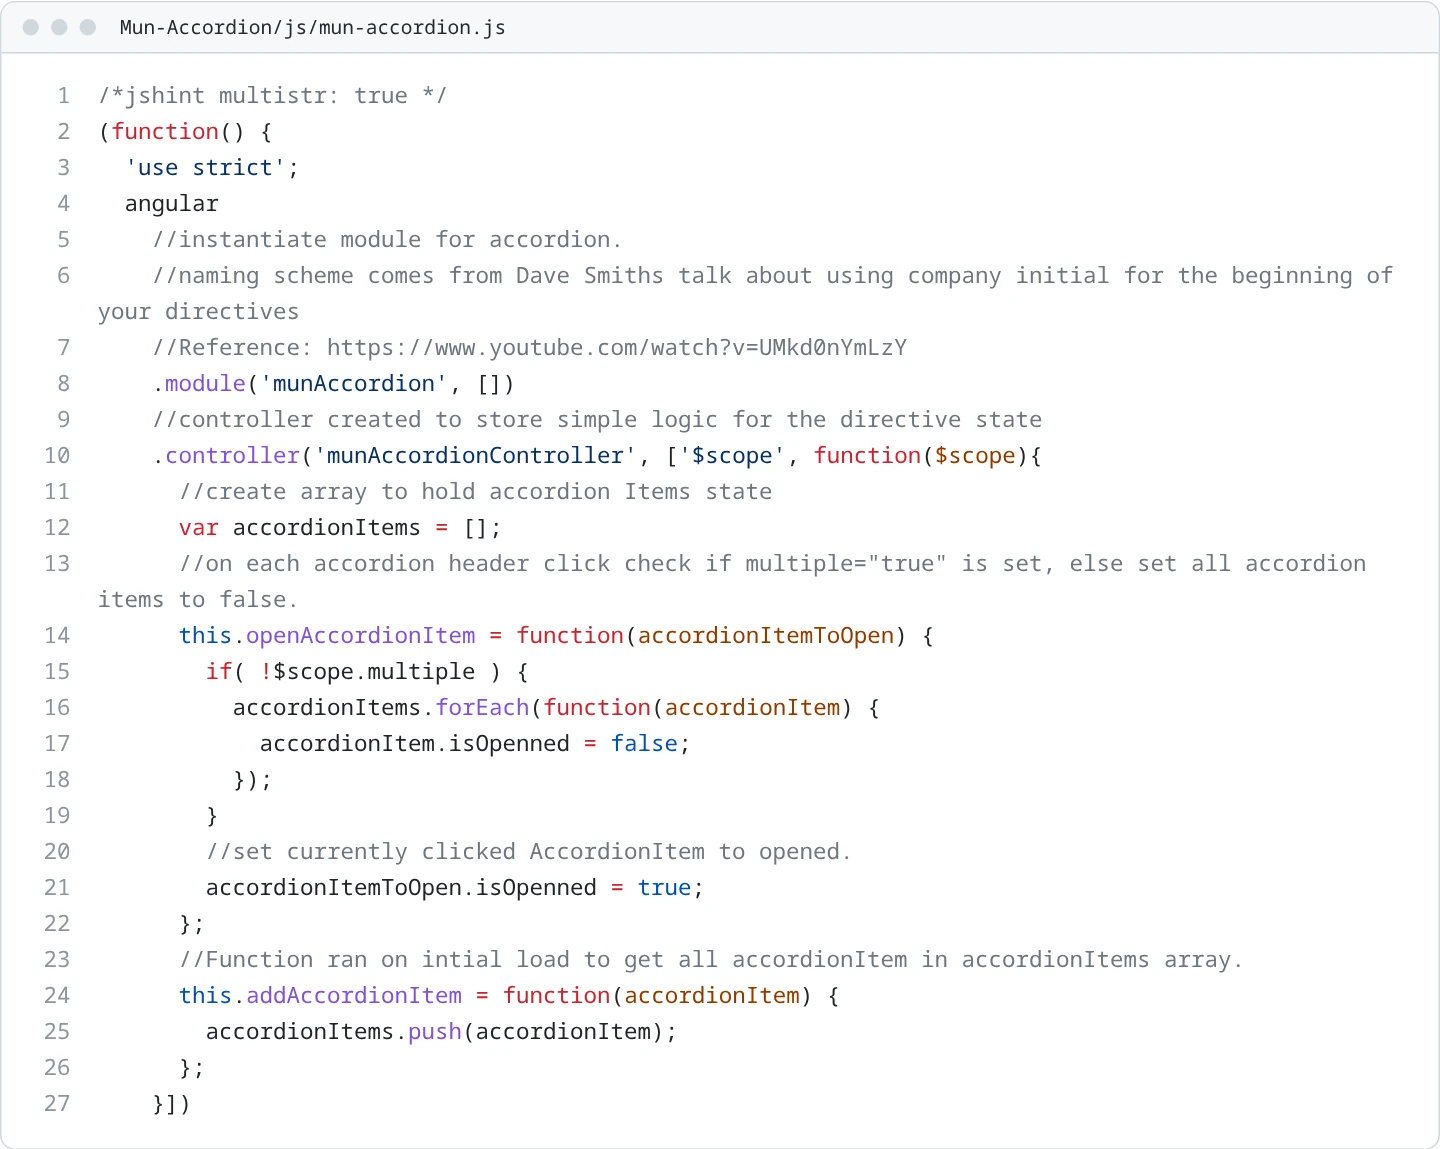 Mun-Accordion/js/mun-accordion.js
1 /*jshint multistr: true */
2 (function() {
3   'use strict';
4   angular
5     //instantiate module for accordion.
6     //naming scheme comes from Dave Smiths talk about using company initial for the beginning of
your directives
7     //Reference: https://www.youtube.com/watch?v=UMkd0nYmLzY
8     .module('munAccordion', [])
9     //controller created to store simple logic for the directive state
10     .controller('munAccordionController', ['$scope', function($scope){
11       //create array to hold accordion Items state
12       var accordionItems = [];
13       //on each accordion header click check if multiple="true" is set, else set all accordion
items to false.
14       this.openAccordionItem = function(accordionItemToOpen) {
15         if( !$scope.multiple ) {
16           accordionItems.forEach(function(accordionItem) {
17             accordionItem.isOpenned = false;
18           });
19         }
20         //set currently clicked AccordionItem to opened.
21         accordionItemToOpen.isOpenned = true;
22       };
23       //Function ran on intial load to get all accordionItem in accordionItems array.
24       this.addAccordionItem = function(accordionItem) {
25         accordionItems.push(accordionItem);
26       };
27     }])